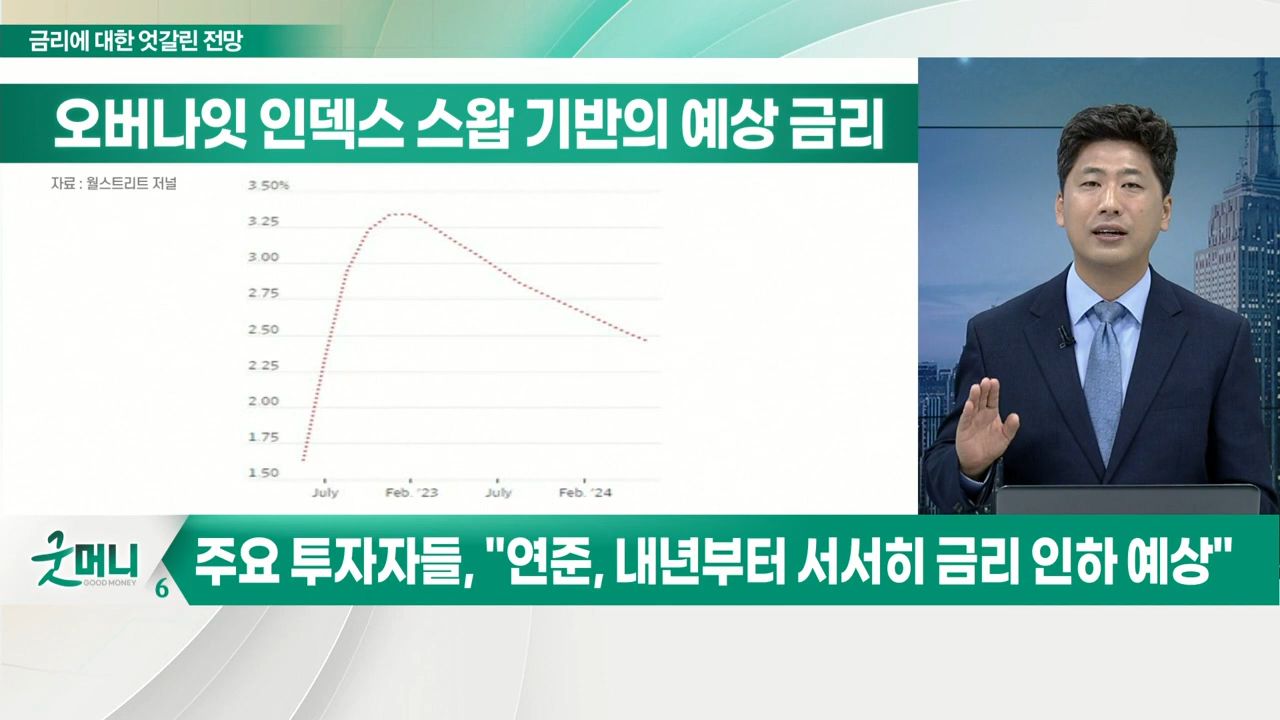 금리에 대한 엇갈린 전망
오버나잇 인덱스 스왑 기반의 예상 금리
자료 : 월스트리트 저널
3.50%
3.25
3.00
2.75
2.50
2.25
2.00
1.75
1.50
July
Feb. '23
July
Feb. '24
굿머니
GOOD MONEY
6
주요 투자자들, "연준, 내년부터 서서히 금리 인하 예상"